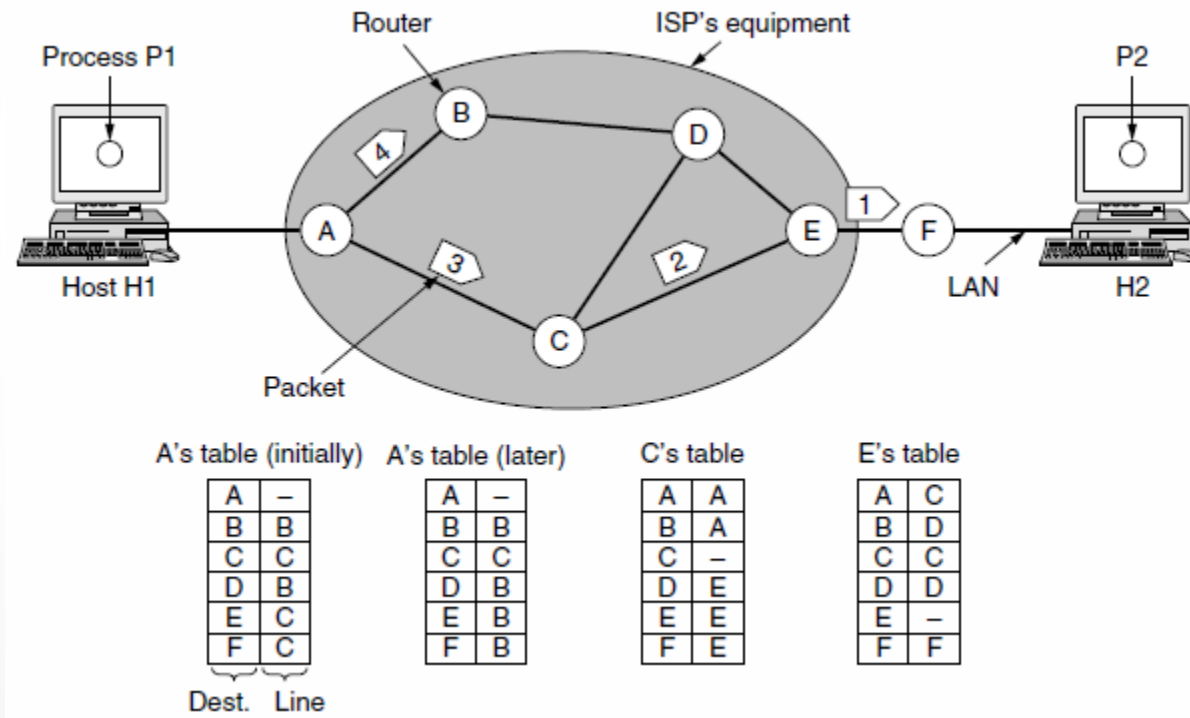 Router
ISP's equipment
Process P1
P2
B
D
4
1
A
E
F
3
2
Host H1
LAN
H2
C
Packet
A's table (initially)
A –
B B
C C
D B
E C
F C
Dest. Line
A's table (later)
A –
B B
C C
D B
E B
F B
C's table
A A
B A
C –
D E
E E
F E
E's table
A C
B D
C C
D D
E –
F F